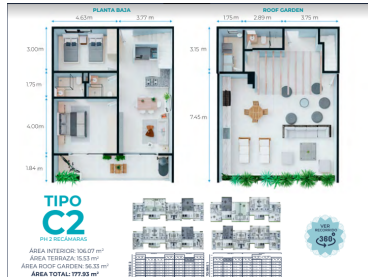 PLANTA BAJA
4.63m 3.77 m
3.00m
1.75 m
4.00m
1.84 m
ROOF GARDEN
1.75m 2.89 m 3.75 m
3.15 m
7.45 m
TIPO
C2
PH 2 RECÁMARAS
ÁREA INTERIOR: 106.07 m²
ÁREA TERRAZA: 15.53 m²
ÁREA ROOF GARDEN: 56.33 m²
ÁREA TOTAL: 177.93 m²
VER
RECORRIDO
360°